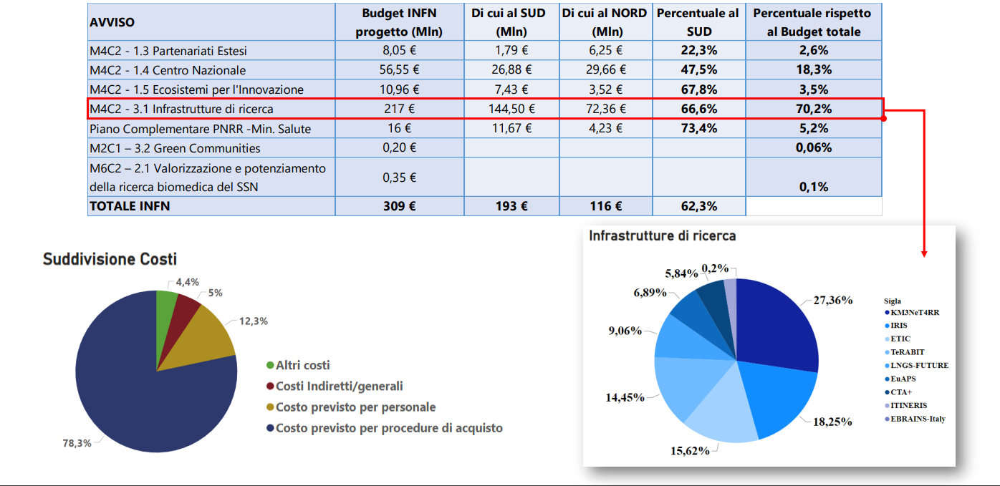 AVVISO
Budget INFN progetto (Mln)
Di cui al SUD (Mln)
Di cui al NORD (Mln)
Percentuale al SUD
Percentuale rispetto al Budget totale
M4C2 - 1.3 Partenariati Estesi 8,05 € 1,79 € 6,25 € 22,3% 2,6%
M4C2 - 1.4 Centro Nazionale 56,55 € 26,88 € 29,66 € 47,5% 18,3%
M4C2 - 1.5 Ecosistemi per l'Innovazione 10,96 € 7,43 € 3,52 € 67,8% 3,5%
M4C2 - 3.1 Infrastrutture di ricerca 217 € 144,50 € 72,36 € 66,6% 70,2%
Piano Complementare PNRR -Min. Salute 16 € 11,67 € 4,23 € 73,4% 5,2%
M2C1 – 3.2 Green Communities 0,20 € 0,06%
M6C2 – 2.1 Valorizzazione e potenziamento
della ricerca biomedica del SSN 0,35 € 0,1%
TOTALE INFN 309 € 193 € 116 € 62,3%
Suddivisione Costi
4,4%
5%
12,3%
78,3%
Altri costi
Costi Indiretti/generali
Costo previsto per personale
Costo previsto per procedure di acquisto
Infrastrutture di ricerca
0,2%
5,84%
6,89%
9,06%
14,45%
15,62%
18,25%
27,36%
Sigla
KM3NeT4RR
IRIS
ETIC
TeRABIT
LNGS-FUTURE
EuAPS
CTA+
ITINERIS
EBRAINS-Italy